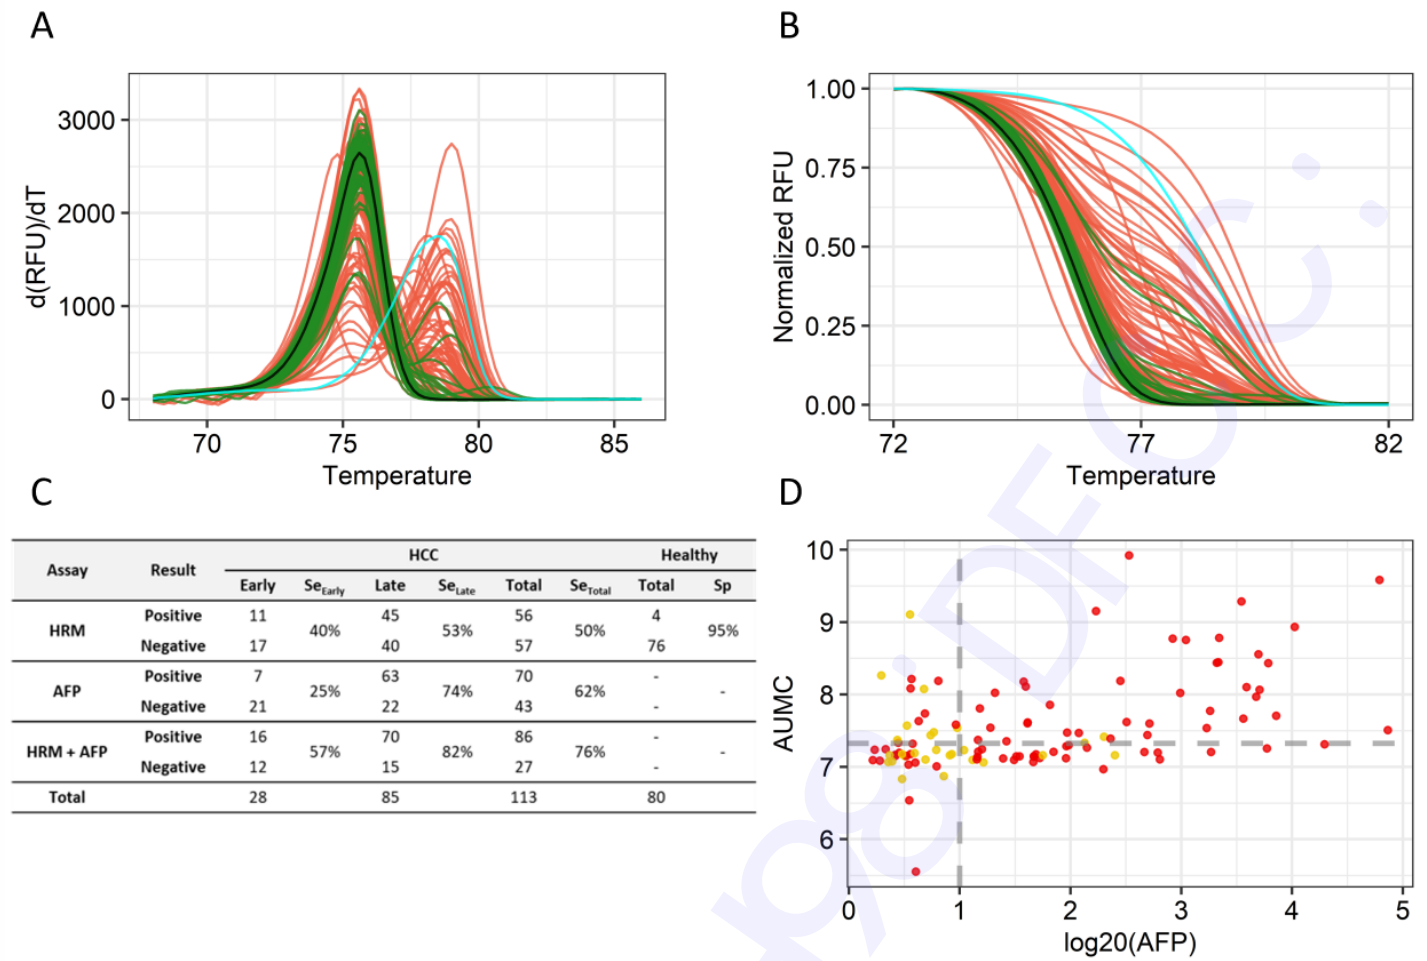 A
3000
2000
1000
0
d(RFU)/dT
70 75 80 85
Temperature
B
1.00
0.75
0.50
0.25
0.00
Normalized RFU
72 77 82
Temperature
C
Assay Result HCC Healthy
Early SeEarly Late SeLate Total SeTotal Total Sp
HRM Positive 11 40% 45 53% 56 50% 4 95%
Negative 17 40 57 76
AFP Positive 7 25% 63 74% 70 62% - -
Negative 21 22 43 -
HRM + AFP Positive 16 57% 70 82% 86 76% - -
Negative 12 15 27 -
Total 28 85 113 80
D
10
9
8
7
6
AUMC
0 1 2 3 4 5
log20(AFP)